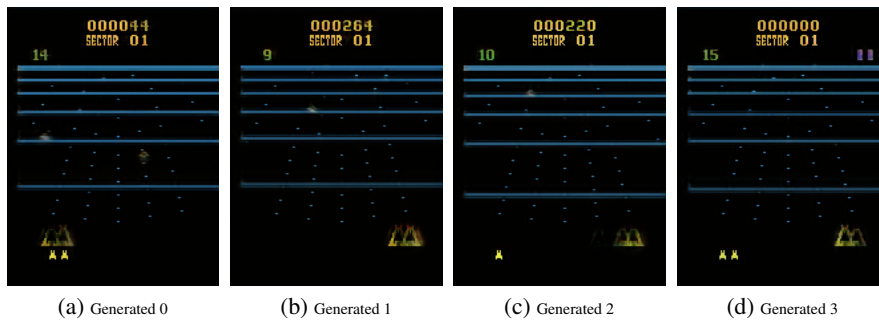 000044
SECTOR 01
14
000264
SECTOR 01
9
000220
SECTOR 01
10
000000
SECTOR 01
15
(a) Generated 0
(b) Generated 1
(c) Generated 2
(d) Generated 3